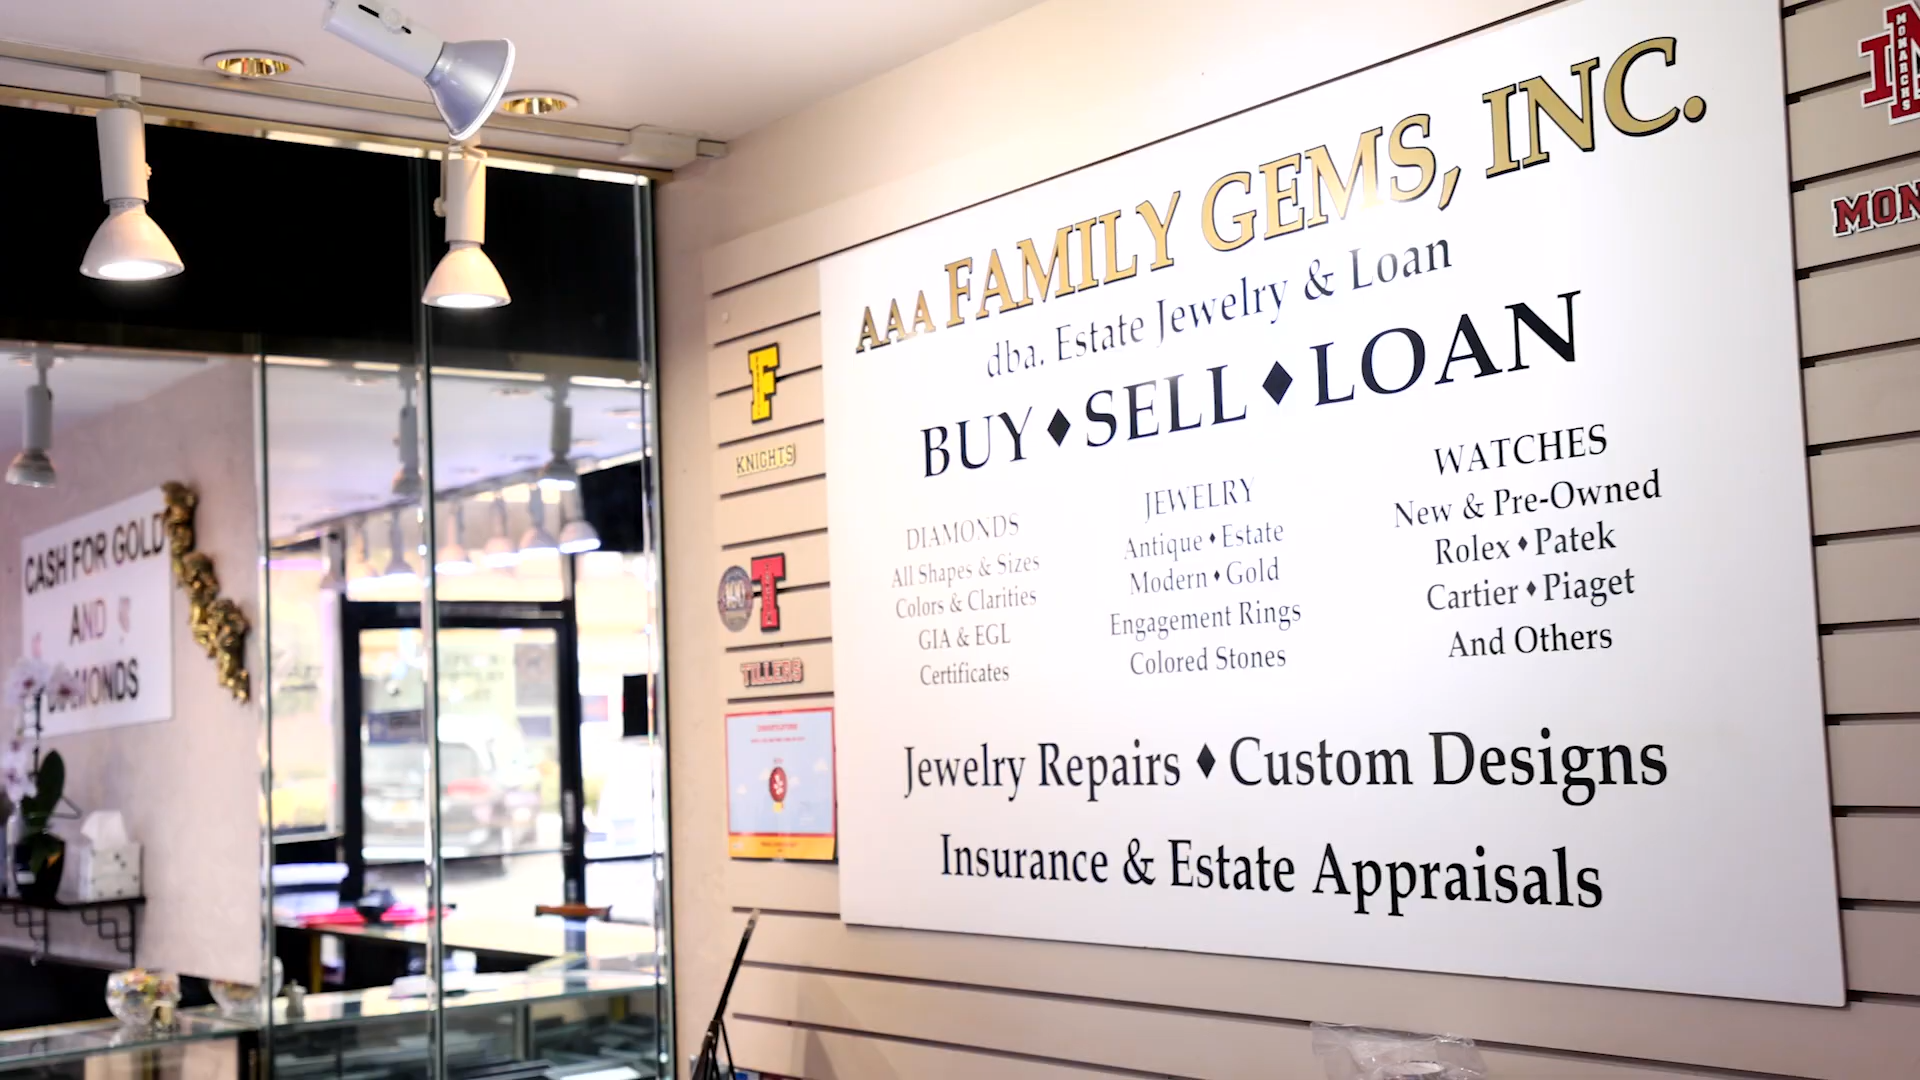 AAA FAMILY GEMS, INC.
dba. Estate Jewelry & Loan
BUY♦SELL♦LOAN
DIAMONDS
All Shapes & Sizes
Colors & Clarities
GIA & EGL
Certificates
JEWELRY
Antique♦Estate
Modern♦Gold
Engagement Rings
Colored Stones
WATCHES
New & Pre-Owned
Rolex♦Patek
Cartier♦Piaget
And Others
Jewelry Repairs♦Custom Designs
Insurance & Estate Appraisals
CASH FOR GOLD
AND
DIAMONDS
F
KNIGHTS
T
TILLERS
MONARCHS
MON